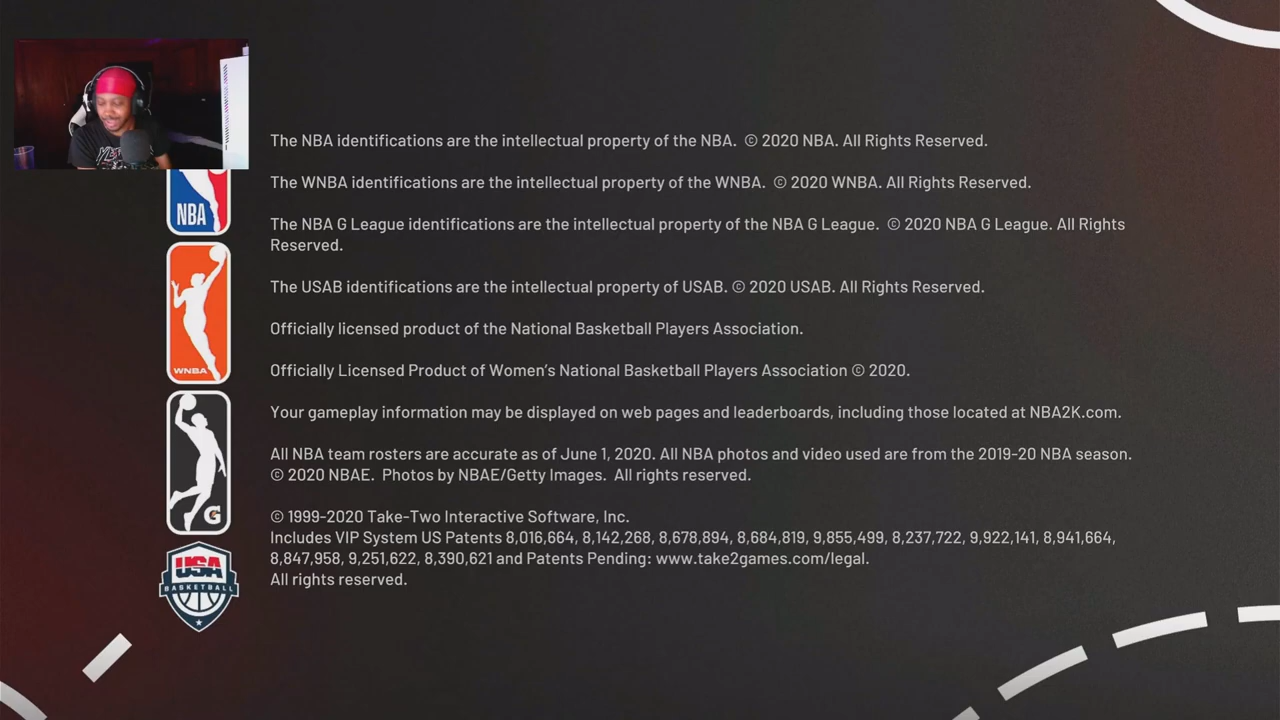 The NBA identifications are the intellectual property of the NBA. © 2020 NBA. All Rights Reserved.
NBA
The WNBA identifications are the intellectual property of the WNBA. © 2020 WNBA. All Rights Reserved.
The NBA G League identifications are the intellectual property of the NBA G League. © 2020 NBA G League. All Rights
Reserved.
The USAB identifications are the intellectual property of USAB. © 2020 USAB. All Rights Reserved.
Officially licensed product of the National Basketball Players Association.
WNBA
Officially Licensed Product of Women’s National Basketball Players Association © 2020.
Your gameplay information may be displayed on web pages and leaderboards, including those located at NBA2K.com.
All NBA team rosters are accurate as of June 1, 2020. All NBA photos and video used are from the 2019-20 NBA season.
© 2020 NBAE. Photos by NBAE/Getty Images. All rights reserved.
G
© 1999-2020 Take-Two Interactive Software, Inc.
Includes VIP System US Patents 8,016,664, 8,142,268, 8,678,894, 8,684,819, 9,855,499, 8,237,722, 9,922,141, 8,941,664,
8,847,958, 9,251,622, 8,390,621 and Patents Pending: www.take2games.com/legal.
All rights reserved.
USA
BASKETBALL